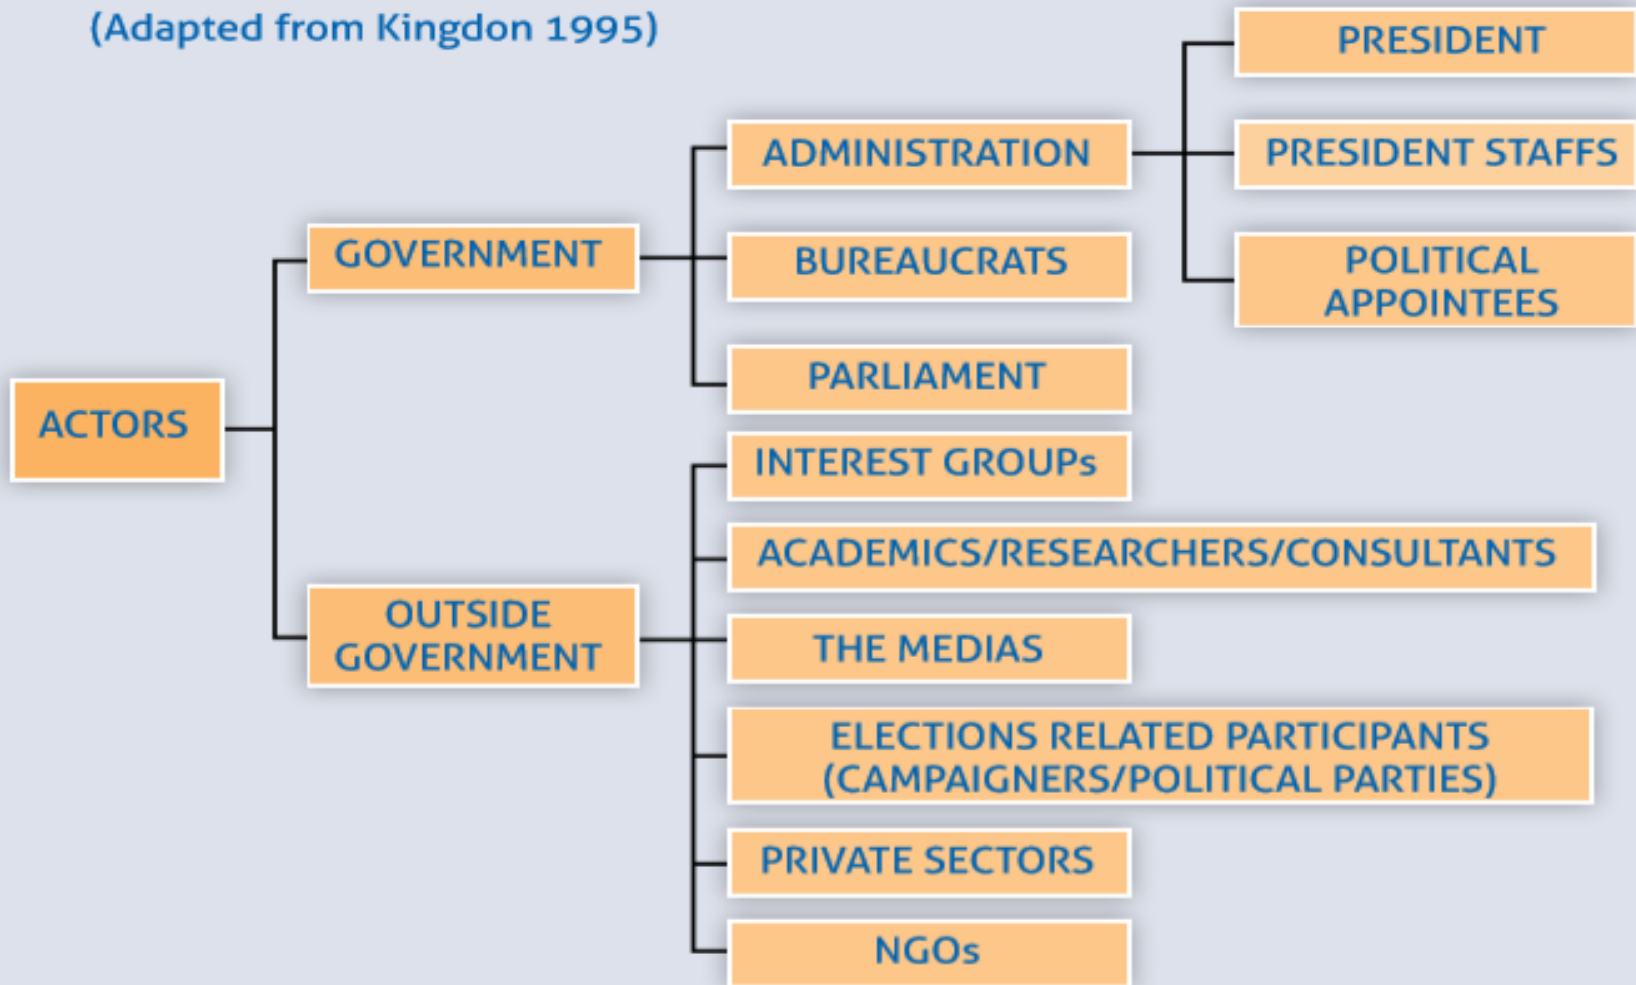 (Adapted from Kingdon 1995)
PRESIDENT
ADMINISTRATION
PRESIDENT STAFFS
GOVERNMENT
BUREAUCRATS
POLITICAL
APPOINTEES
PARLIAMENT
ACTORS
INTEREST GROUPs
ACADEMICS/RESEARCHERS/CONSULTANTS
OUTSIDE
GOVERNMENT
THE MEDIAS
ELECTIONS RELATED PARTICIPANTS
(CAMPAIGNERS/POLITICAL PARTIES)
PRIVATE SECTORS
NGOs